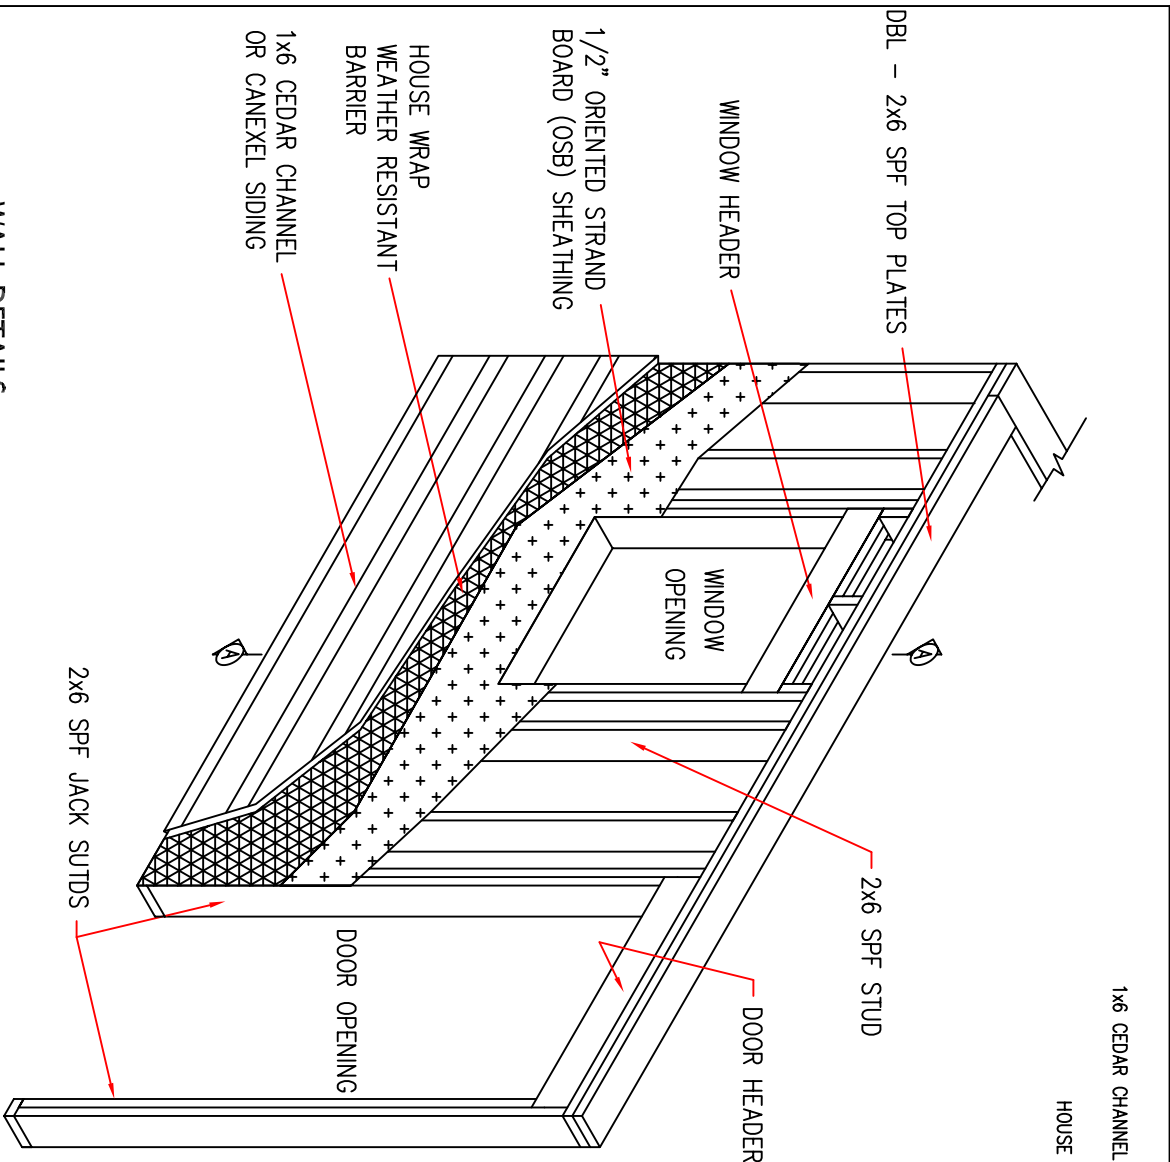 DBL - 2x6 SPF TOP PLATES
WINDOW HEADER
1/2" ORIENTED STRAND
BOARD (OSB) SHEATHING
HOUSE WRAP
WEATHER RESISTANT
BARRIER
1x6 CEDAR CHANNEL
OR CANEXEL SIDING
WINDOW
OPENING
A
A
2x6 SPF STUD
DOOR HEADER
DOOR OPENING
2x6 SPF JACK SUTDS
1x6 CEDAR CHANNEL
HOUSE
WALL DETAILS